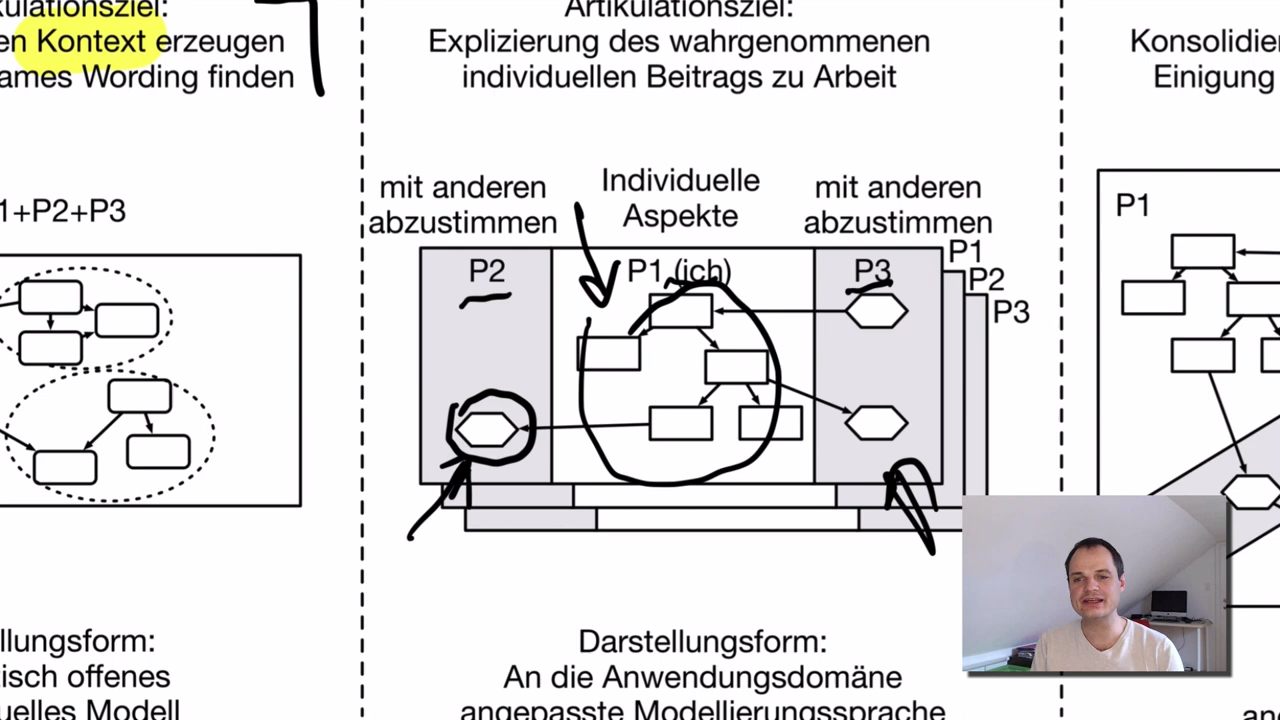 kulationsziel:
en Kontext erzeugen
ames Wording finden
1+P2+P3
llungsform:
tisch offenes
uelles Modell
Artikulationsziel:
Explizierung des wahrgenommenen
individuellen Beitrags zu Arbeit
mit anderen
abzustimmen
Individuelle
Aspekte
mit anderen
abzustimmen
P2
P1 (ich)
P3
P1
P2
P3
Darstellungsform:
An die Anwendungsdomäne
angepasste Modellierungssprache
Konsolidier
Einigung
P1
an